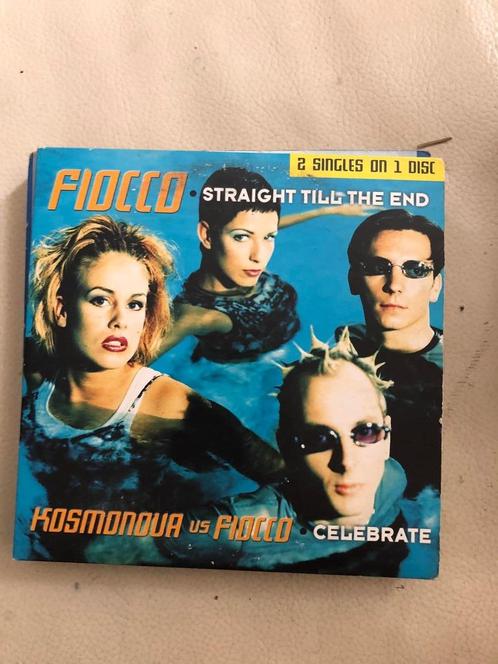 2 SINGLES ON 1 DISC
FIOCCO • STRAIGHT TILL THE END
KOSMONOVA vs FIOCCO • CELEBRATE